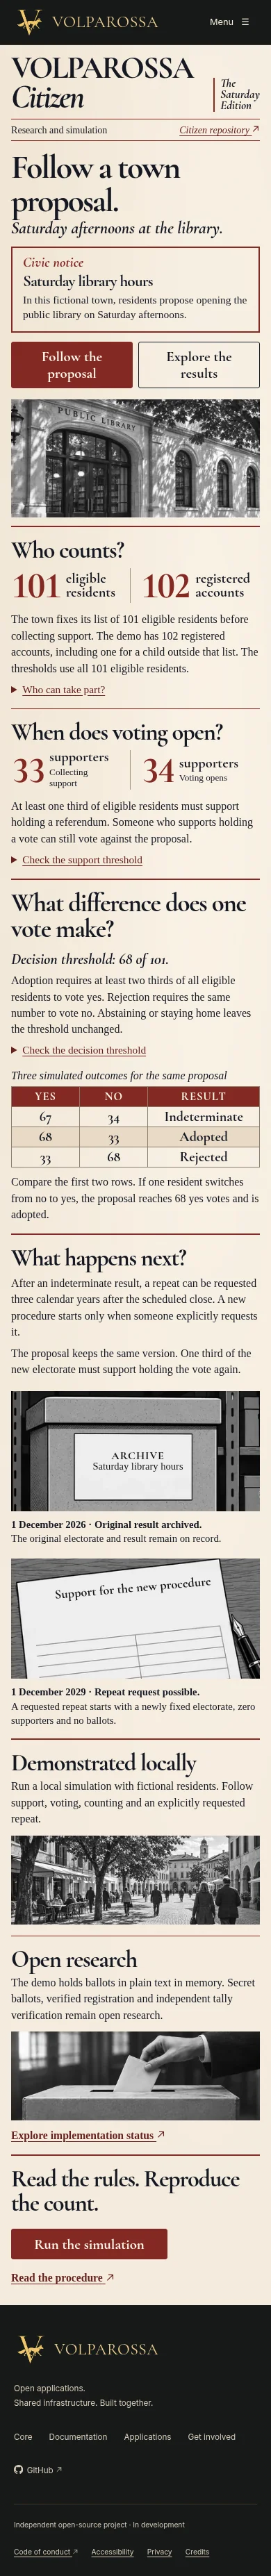 VOLPAROSSA
Menu ☰
VOLPAROSSA
Citizen
The
Saturday
Edition
Research and simulation
Citizen repository ↗
Follow a town
proposal.
Saturday afternoons at the library.
Civic notice
Saturday library hours
In this fictional town, residents propose opening the
public library on Saturday afternoons.
Follow the
proposal
Explore the
results
PUBLIC LIBRARY
Who counts?
101 eligible
residents
102 registered
accounts
The town fixes its list of 101 eligible residents before
collecting support. The demo has 102 registered
accounts, including one for a child outside that list. The
thresholds use all 101 eligible residents.
▶ Who can take part?
When does voting open?
33 supporters
Collecting
support
34 supporters
Voting opens
At least one third of eligible residents must support
holding a referendum. Someone who supports holding
a vote can still vote against the proposal.
▶ Check the support threshold
What difference does one
vote make?
Decision threshold: 68 of 101.
Adoption requires at least two thirds of all eligible
residents to vote yes. Rejection requires the same
number to vote no. Abstaining or staying home leaves
the threshold unchanged.
▶ Check the decision threshold
Three simulated outcomes for the same proposal
YES NO RESULT
67 34 Indeterminate
68 33 Adopted
33 68 Rejected
Compare the first two rows. If one resident switches
from no to yes, the proposal reaches 68 yes votes and is
adopted.
What happens next?
After an indeterminate result, a repeat can be requested
three calendar years after the scheduled close. A new
procedure starts only when someone explicitly requests
it.
The proposal keeps the same version. One third of the
new electorate must support holding the vote again.
ARCHIVE
Saturday library hours
1 December 2026 · Original result archived.
The original electorate and result remain on record.
Support for the new procedure
1 December 2029 · Repeat request possible.
A requested repeat starts with a newly fixed electorate, zero
supporters and no ballots.
Demonstrated locally
Run a local simulation with fictional residents. Follow
support, voting, counting and an explicitly requested
repeat.
Open research
The demo holds ballots in plain text in memory. Secret
ballots, verified registration and independent tally
verification remain open research.
Explore implementation status ↗
Read the rules. Reproduce
the count.
Run the simulation
Read the procedure ↗
VOLPAROSSA
Open applications.
Shared infrastructure. Built together.
Core Documentation Applications Get involved
GitHub ↗
Independent open-source project · In development
Code of conduct ↗ Accessibility Privacy Credits